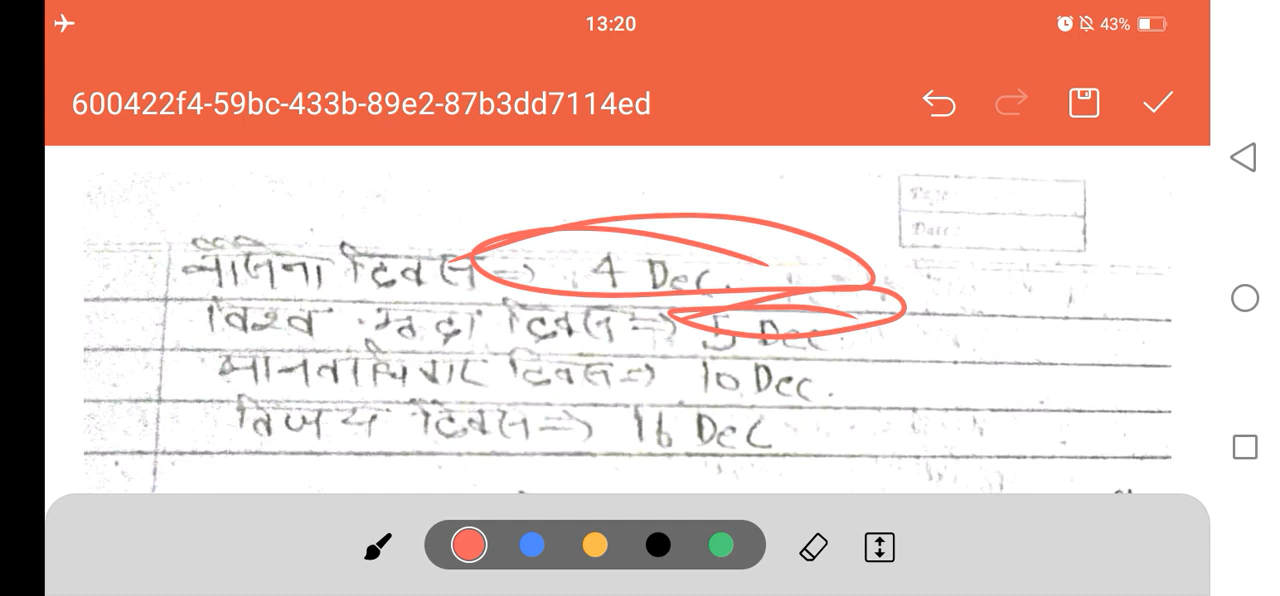 13:20
43%
600422f4-59bc-433b-89e2-87b3dd7114ed
Page:
Date:
दिवस => 4 Dec.
विश्व मृदा दिवस => 5 Dec.
मानवाधिकार दिवस => 10 Dec.
विजय दिवस => 16 Dec